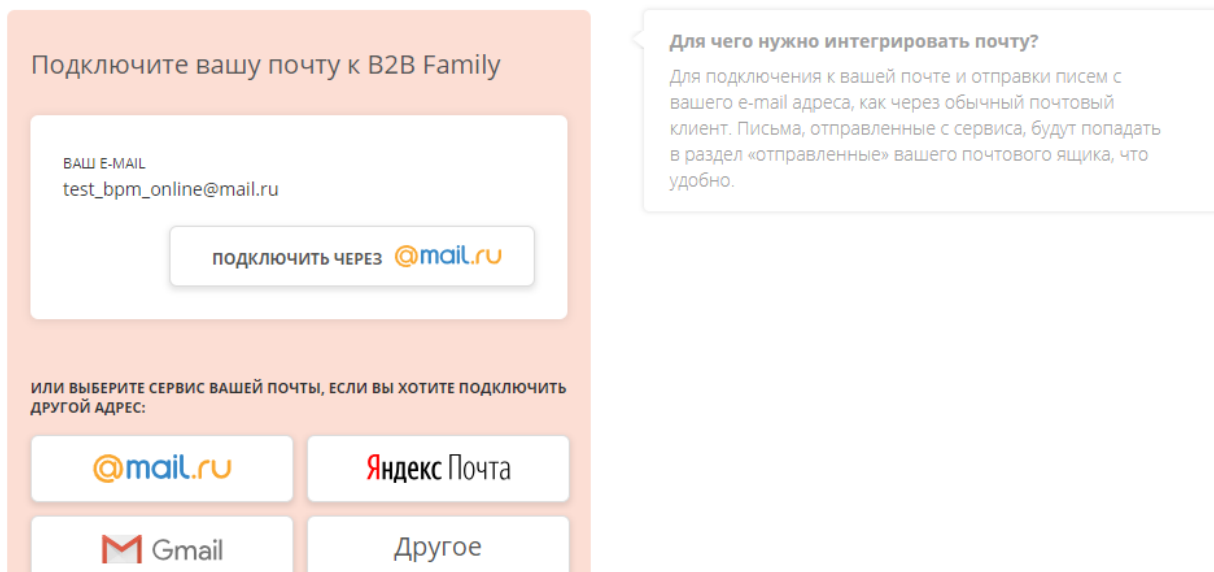 Подключите вашу почту к B2B Family
ВАШ E-MAIL
test_bpm_online@mail.ru
ПОДКЛЮЧИТЬ ЧЕРЕЗ @mail.ru
ИЛИ ВЫБЕРИТЕ СЕРВИС ВАШЕЙ ПОЧТЫ, ЕСЛИ ВЫ ХОТИТЕ ПОДКЛЮЧИТЬ
ДРУГОЙ АДРЕС:
@mail.ru
Яндекс Почта
Gmail
Другое
Для чего нужно интегрировать почту?
Для подключения к вашей почте и отправки писем с
вашего e-mail адреса, как через обычный почтовый
клиент. Письма, отправленные с сервиса, будут попадать
в раздел «отправленные» вашего почтового ящика, что
удобно.